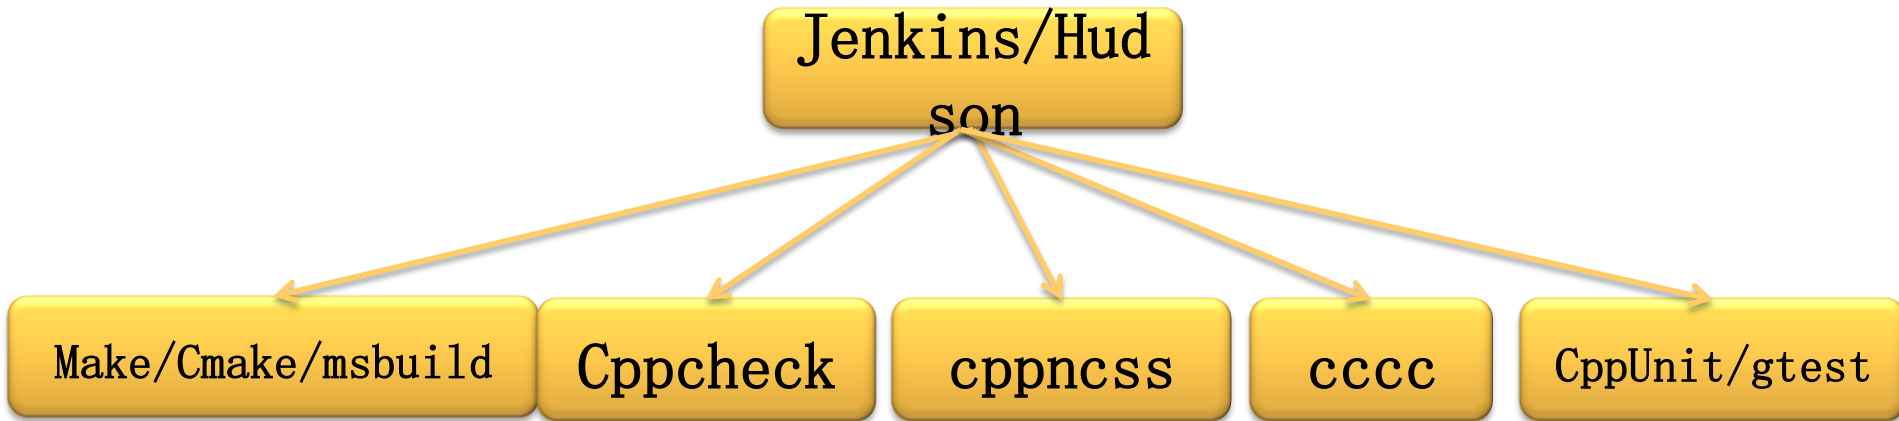 Jenkins/Hud
son
Make/Cmake/msbuild
Cppcheck
cppncss
cccc
CppUnit/gtest